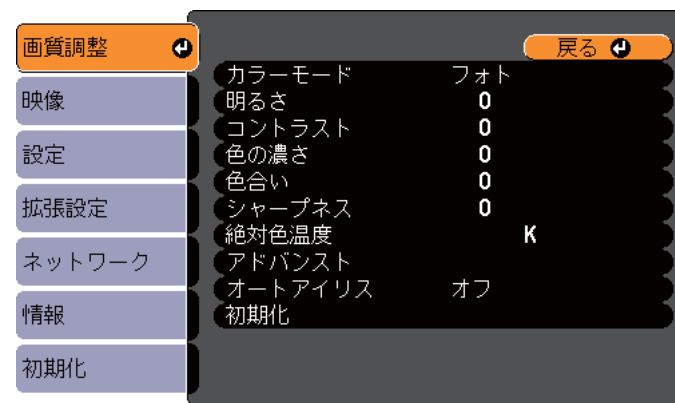 画質調整
映像
設定
拡張設定
ネットワーク
情報
初期化
戻る
カラーモード フォト
明るさ 0
コントラスト 0
色の濃さ 0
色合い 0
シャープネス 0
絶対色温度 K
アドバンスト
オートアイリス オフ
初期化